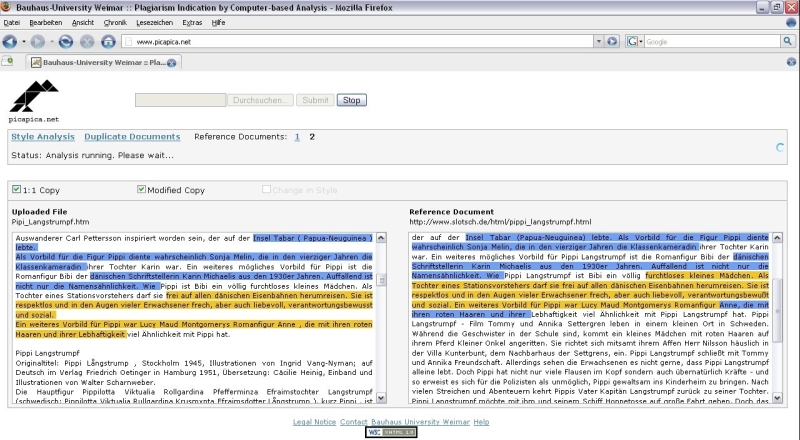 Bauhaus-University Weimar :: Plagiarism Indication by Computer-based Analysis - Mozilla Firefox
Datei Bearbeiten Ansicht Chronik Lesezeichen Extras Hilfe
www.picapica.net
Google
Bauhaus-University Weimar :: Pla...
picapica.net
Durchsuchen... Submit Stop
Style Analysis Duplicate Documents Reference Documents: 1 2
Status: Analysis running. Please wait...
1:1 Copy Modified Copy Change in Style
Uploaded File
Pipi_Langstrumpf.htm
Auswanderer Carl Pettersson inspiriert worden sein, der auf der Insel Tabar ( Papua-Neuguinea )
lebte.
Als Vorbild für die Figur Pippi diente wahrscheinlich Sonja Melin, die in den vierziger Jahren die
Klassenkameradin ihrer Tochter Karin war. Ein weiteres mögliches Vorbild für Pippi ist die
Romanfigur Bibi der dänischen Schriftstellerin Karin Michaelis aus den 1930er Jahren. Auffallend ist
nicht nur die Namensähnlichkeit. Wie Pippi ist Bibi ein völlig furchtloses kleines Mädchen. Als
Tochter eines Stationsvorstehers darf sie frei auf allen dänischen Eisenbahnen herumreisen. Sie ist
respektlos und in den Augen vieler Erwachsener frech, aber auch liebevoll, verantwortungsbewusst
und sozial.
Ein weiteres Vorbild für Pippi war Lucy Maud Montgomerys Romanfigur Anne , die mit ihren roten
Haaren und ihrer Lebhaftigkeit viel Ähnlichkeit mit Pippi hat.
Pippi Langstrumpf
Originaltitel: Pippi Långstrump , Stockholm 1945, Illustrationen von Ingrid Vang-Nyman; auf
Deutsch im Verlag Friedrich Oetinger in Hamburg 1951, Übersetzung: Cäcilie Heinig, Einband und
Illustrationen von Walter Scharnweber.
Die Hauptfigur Pippilotta Viktualia Rollgardina Pfefferminza Efraimstochter Langstrumpf
(schwedisch: Pippilotta Viktualia Rullgardina Krusmynta Efraimsdotter Långstrump ), kurz Pippi , ist
Reference Document
http://www.slotsch.de/html/pippi_langstrumpf.html
der auf der Insel Tabar (Papua-Neuguinea) lebte. Als Vorbild für die Figur Pippi diente
wahrscheinlich Sonja Melin, die in den vierziger Jahren die Klassenkameradin ihrer Tochter Karin
war. Ein weiteres mögliches Vorbild für Pippi Langstrumpf ist die Romanfigur Bibi der dänischen
Schriftstellerin Karin Michaelis aus den 1930er Jahren. Auffallend ist nicht nur die
Namensähnlichkeit. Wie Pippi Langstrumpf ist Bibi ein völlig furchtloses kleines Mädchen. Als
Tochter eines Stationsvorstehers darf sie frei auf allen dänischen Eisenbahnen herumreisen. Sie ist
respektlos und in den Augen vieler Erwachsener frech, aber auch liebevoll, verantwortungsbewußt
und sozial. Ein weiteres Vorbild für Pippi war Lucy Maud Montgomerys Romanfigur Anne, die mit
ihren roten Haaren und ihrer Lebhaftigkeit viel Ähnlichkeit mit Pippi Langstrumpf hat. Pippi
Langstrumpf - Film Tommy und Annika Settergren leben in einem kleinen Ort in Schweden.
Während die Geschwister in der Schule sind, kommt ein kleines Mädchen mit roten Haaren auf
ihrem Pferd Kleiner Onkel angeritten. Sie richtet sich mitsamt ihrem Affen Herr Nilsson häuslich in
der Villa Kunterbunt, dem Nachbarhaus der Settgrens, ein. Pippi Langstrumpf schließt mit Tommy
und Annika Freundschaft. Allerdings sehen die Erwachsenen es nicht gerne, dass Pippi Langstrumpf
alleine lebt. Doch Pippi hat nicht nur viele Flausen im Kopf sondern auch übernatürliche Kräfte - und
so erweist es sich für die Polizisten als unmöglich, Pippi gewaltsam ins Kinderheim zu bringen. Nach
vielen Streichen und Abenteuern kehrt Pippis Vater Kapitän Langstrumpf zurück zu seiner Tochter.
Pippi Langstrumpf möchte mit ihm und seinem Schiff Hoppetosse auf große Fahrt gehen. Doch das
Legal Notice Contact Bauhaus University Weimar Help
W3C XHTML 1.0